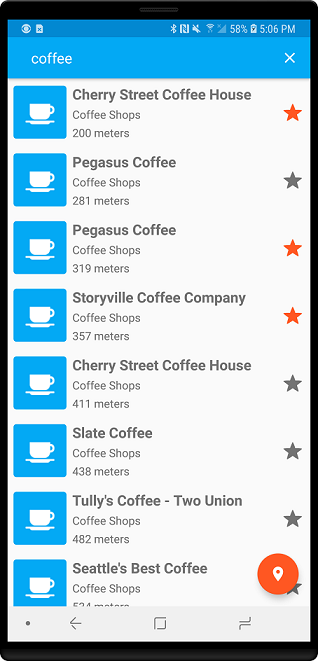 58% 5:06 PM
coffee
Cherry Street Coffee House
Coffee Shops
200 meters
Pegasus Coffee
Coffee Shops
281 meters
Pegasus Coffee
Coffee Shops
319 meters
Storyville Coffee Company
Coffee Shops
357 meters
Cherry Street Coffee House
Coffee Shops
411 meters
Slate Coffee
Coffee Shops
438 meters
Tully's Coffee - Two Union
Coffee Shops
482 meters
Seattle's Best Coffee
Coffee Shops
534 meters